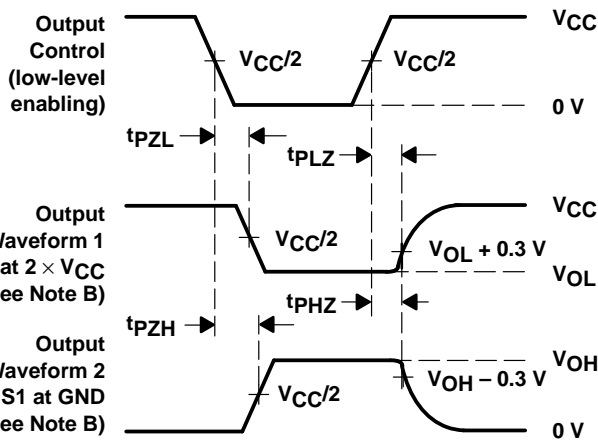 Output
Control
(low-level
enabling)
VCC/2
VCC/2
VCC
0 V
tPZL
tPLZ
Output
Waveform 1
at 2 × VCC
(see Note B)
VCC/2
VCC
VOL + 0.3 V
VOL
tPZH
tPHZ
Output
Waveform 2
S1 at GND
(see Note B)
VCC/2
VOH
VOH – 0.3 V
0 V